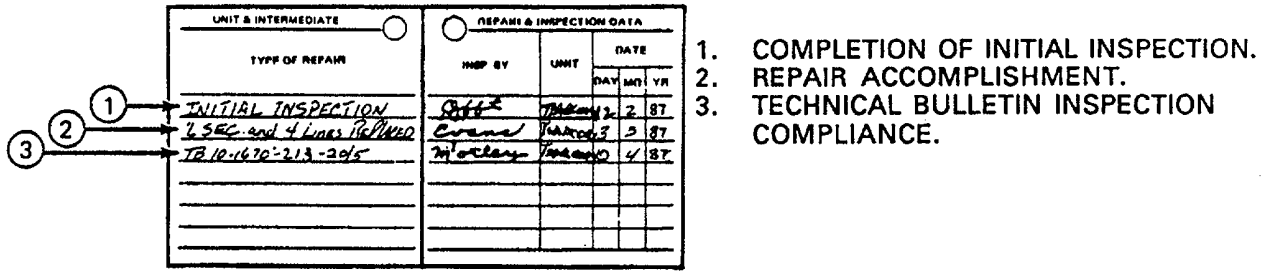 UNIT & INTERMEDIATE REPAIR & INSPECTION DATA
TYPE OF REPAIR INSP BY UNIT DATE
DAY MO YR
1 INITIAL INSPECTION 2 2 87
2 2 SEC. and 4 Lines Evans 3 3 87
3 TB 10-1670-213-20/5 Motley 4 87
1. COMPLETION OF INITIAL INSPECTION.
2. REPAIR ACCOMPLISHMENT.
3. TECHNICAL BULLETIN INSPECTION
COMPLIANCE.